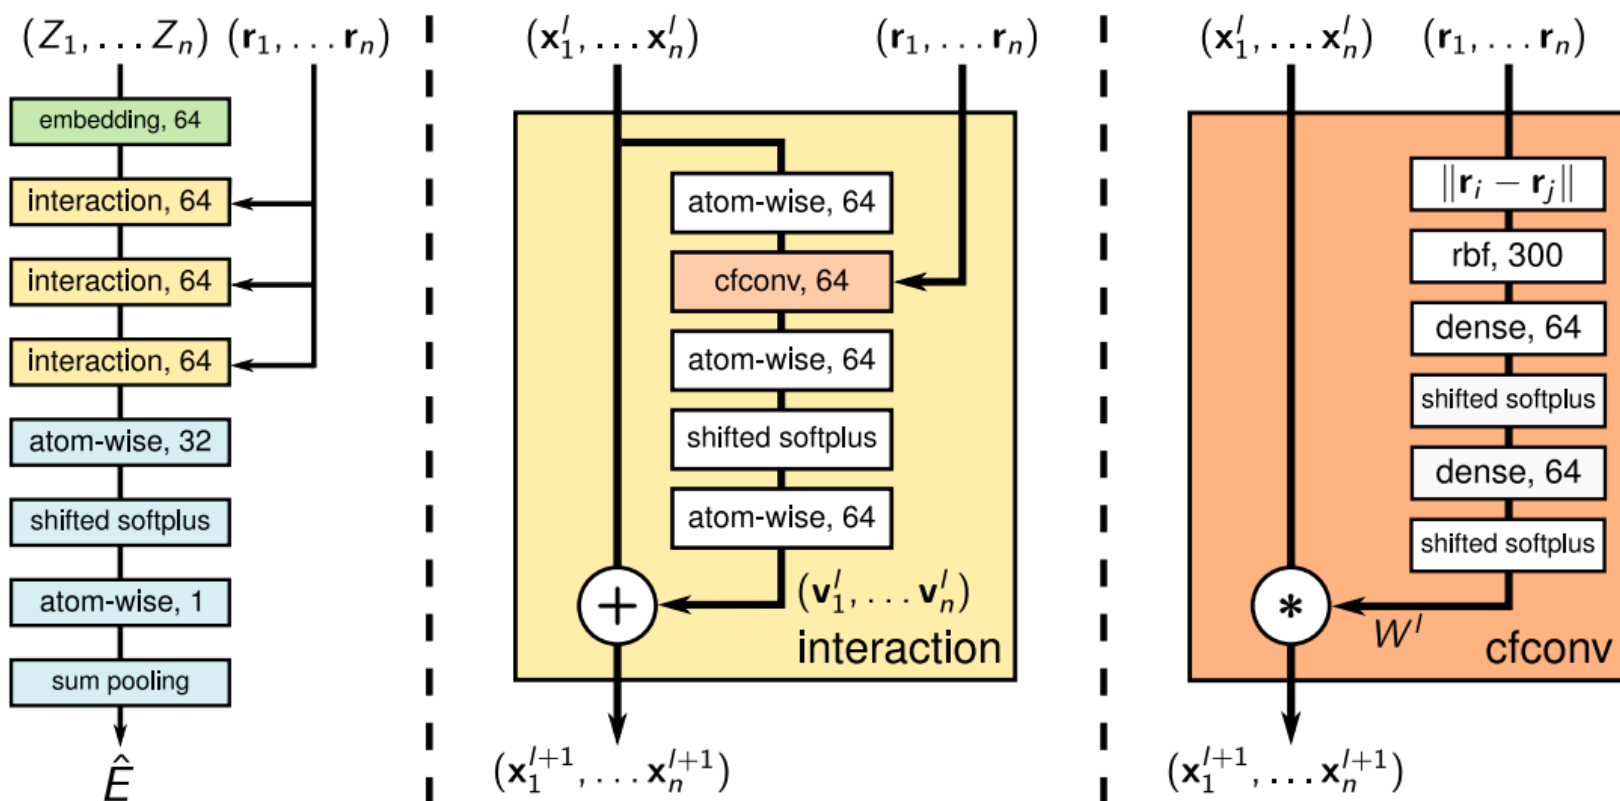 (Z₁, ... Zₙ) (r₁, ... rₙ)
embedding, 64
interaction, 64
interaction, 64
interaction, 64
atom-wise, 32
shifted softplus
atom-wise, 1
sum pooling
Ê
(x₁ˡ, ... xₙˡ) (r₁, ... rₙ)
atom-wise, 64
cfconv, 64
atom-wise, 64
shifted softplus
atom-wise, 64
+
(v₁ˡ, ... vₙˡ)
interaction
(x₁ˡ⁺¹, ... xₙˡ⁺¹)
(x₁ˡ, ... xₙˡ) (r₁, ... rₙ)
‖rᵢ − rⱼ‖
rbf, 300
dense, 64
shifted softplus
dense, 64
shifted softplus
*
Wˡ
cfconv
(x₁ˡ⁺¹, ... xₙˡ⁺¹)